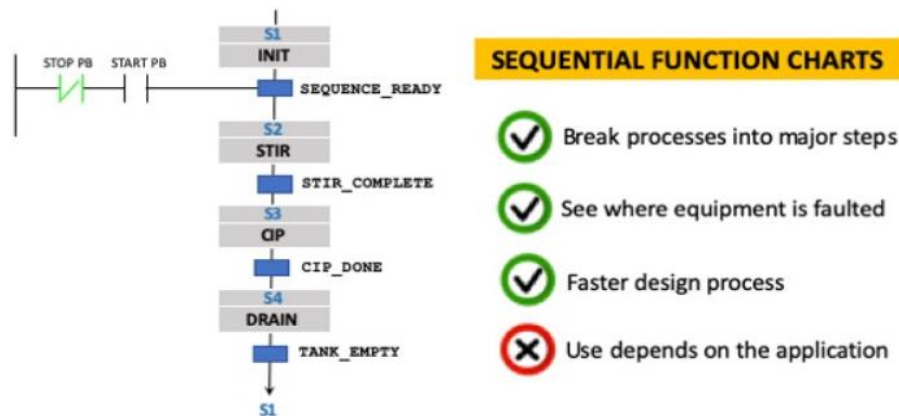 S1
INIT
STOP PB
START PB
SEQUENCE_READY
S2
STIR
STIR_COMPLETE
S3
CIP
CIP_DONE
S4
DRAIN
TANK_EMPTY
S1
SEQUENTIAL FUNCTION CHARTS
Break processes into major steps
See where equipment is faulted
Faster design process
Use depends on the application